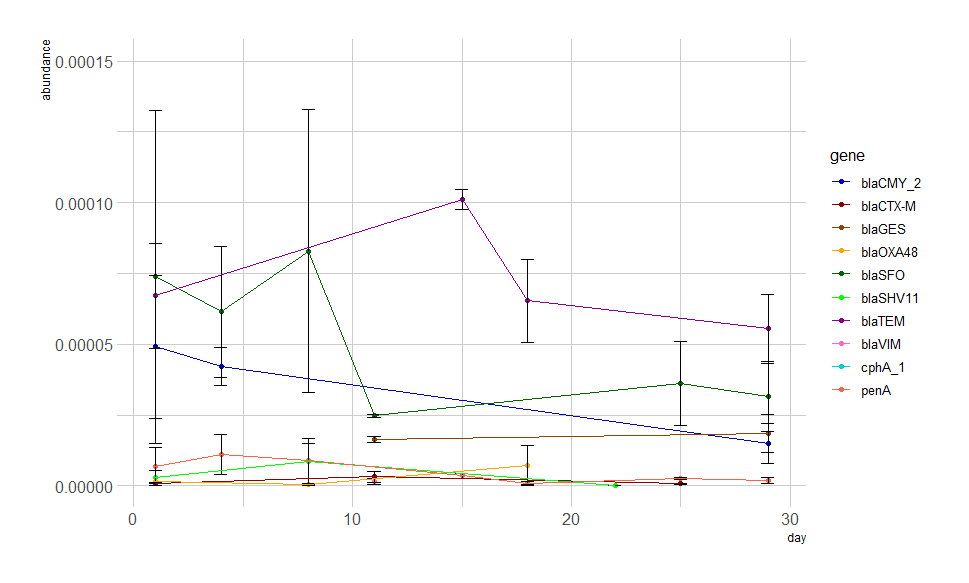 abundance
0.00015
0.00010
0.00005
0.00000
0
10
20
30
day
gene
blaCMY_2
blaCTX-M
blaGES
blaOXA48
blaSFO
blaSHV11
blaTEM
blaVIM
cphA_1
penA